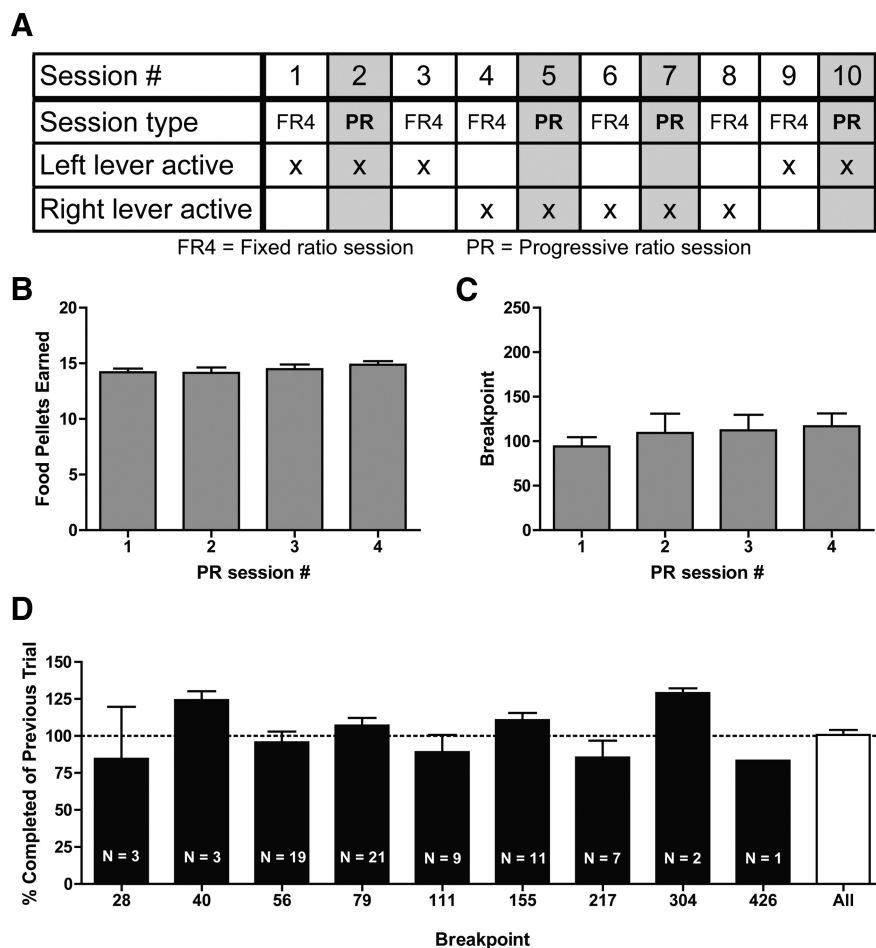 A
Session # 1 2 3 4 5 6 7 8 9 10
Session type FR4 PR FR4 FR4 PR FR4 PR FR4 FR4 PR
Left lever active x x x x x
Right lever active x x x x x
FR4 = Fixed ratio session PR = Progressive ratio session
B
20
15
10
5
0
Food Pellets Earned
1 2 3 4
PR session #
C
250
200
150
100
50
0
Breakpoint
1 2 3 4
PR session #
D
150
125
100
75
50
25
0
% Completed of Previous Trial
N = 3 N = 3 N = 19 N = 21 N = 9 N = 11 N = 7 N = 2 N = 1
28 40 56 79 111 155 217 304 426 All
Breakpoint